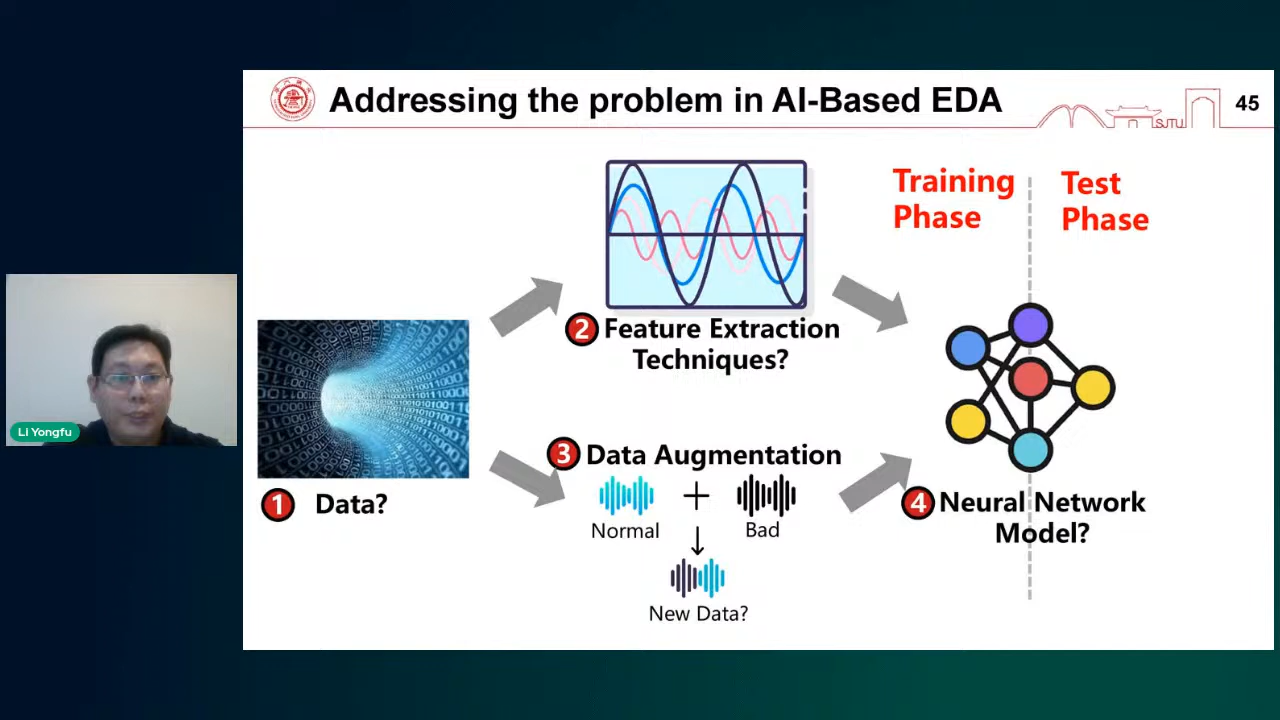 Addressing the problem in AI-Based EDA
SJTU
45
Training
Phase
Test
Phase
2 Feature Extraction
Techniques?
LI Yongfu
1 Data?
3 Data Augmentation
+
Normal
Bad
New Data?
4 Neural Network
Model?